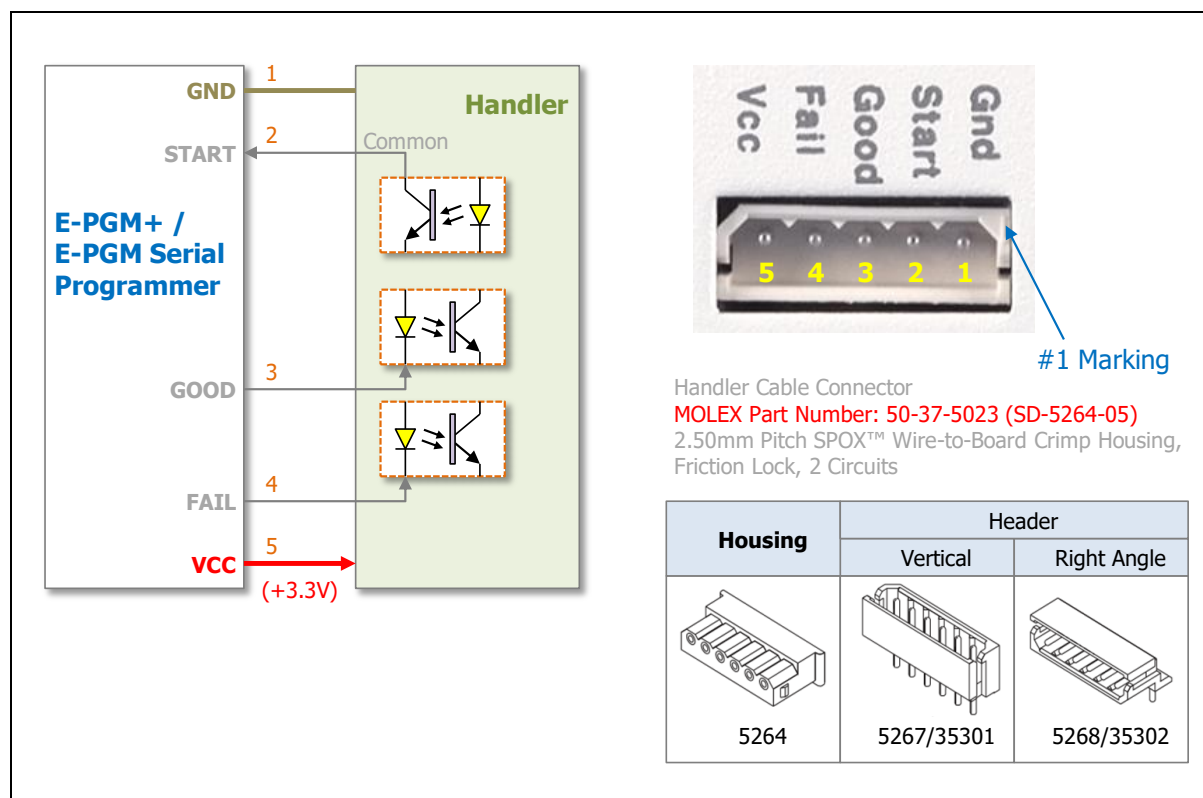 GND
1
Handler
START
2
Common
E-PGM+ /
E-PGM Serial
Programmer
GOOD
3
FAIL
4
VCC
5
(+3.3V)
Vcc
Fail
Good
Start
Gnd
5 4 3 2 1
#1 Marking
Handler Cable Connector
MOLEX Part Number: 50-37-5023 (SD-5264-05)
2.50mm Pitch SPOX™ Wire-to-Board Crimp Housing,
Friction Lock, 2 Circuits
Housing
Header
Vertical
Right Angle
5264
5267/35301
5268/35302